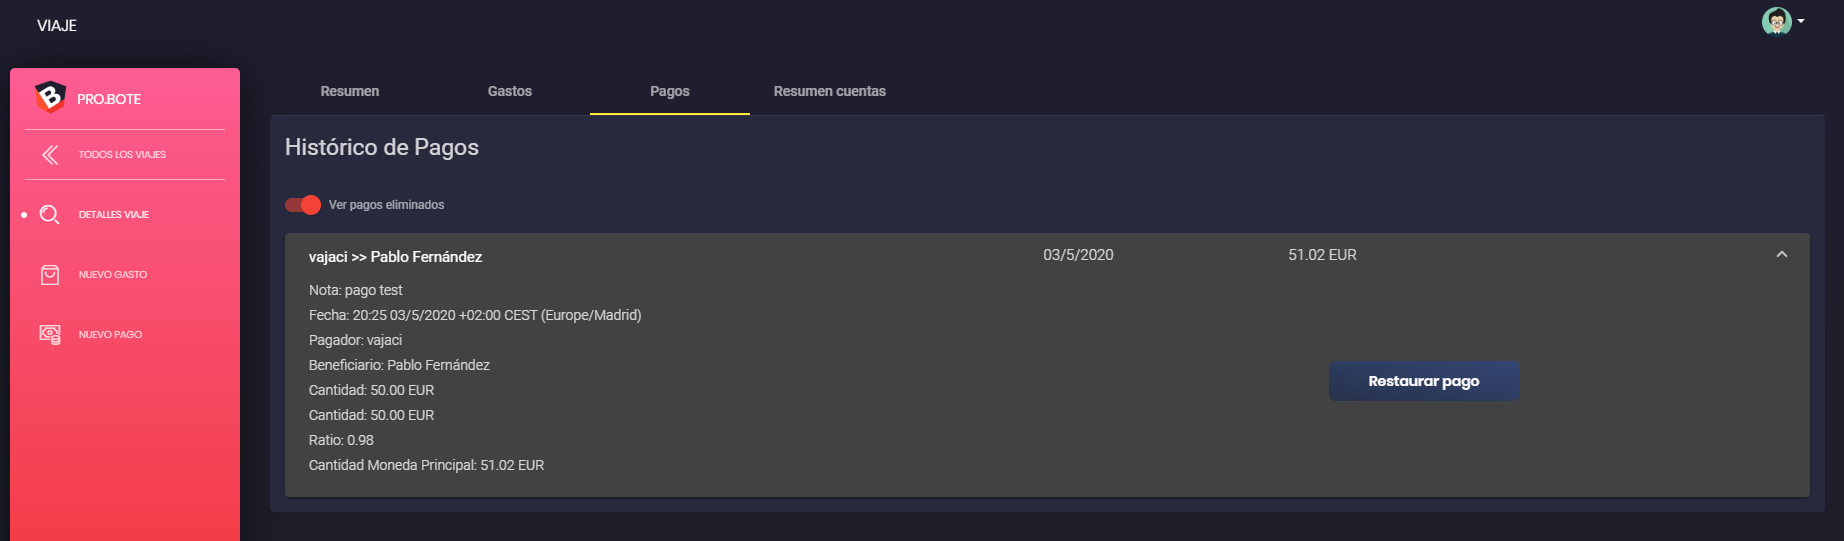 VIAJE
PRO.BOTE
TODOS LOS VIAJES
DETALLES VIAJE
NUEVO GASTO
NUEVO PAGO
Resumen Gastos Pagos Resumen cuentas
Histórico de Pagos
Ver pagos eliminados
vajaci >> Pablo Fernández 03/5/2020 51.02 EUR
Nota: pago test
Fecha: 20:25 03/5/2020 +02:00 CEST (Europe/Madrid)
Pagador: vajaci
Beneficiario: Pablo Fernández
Cantidad: 50.00 EUR
Cantidad: 50.00 EUR
Ratio: 0.98
Cantidad Moneda Principal: 51.02 EUR
Restaurar pago